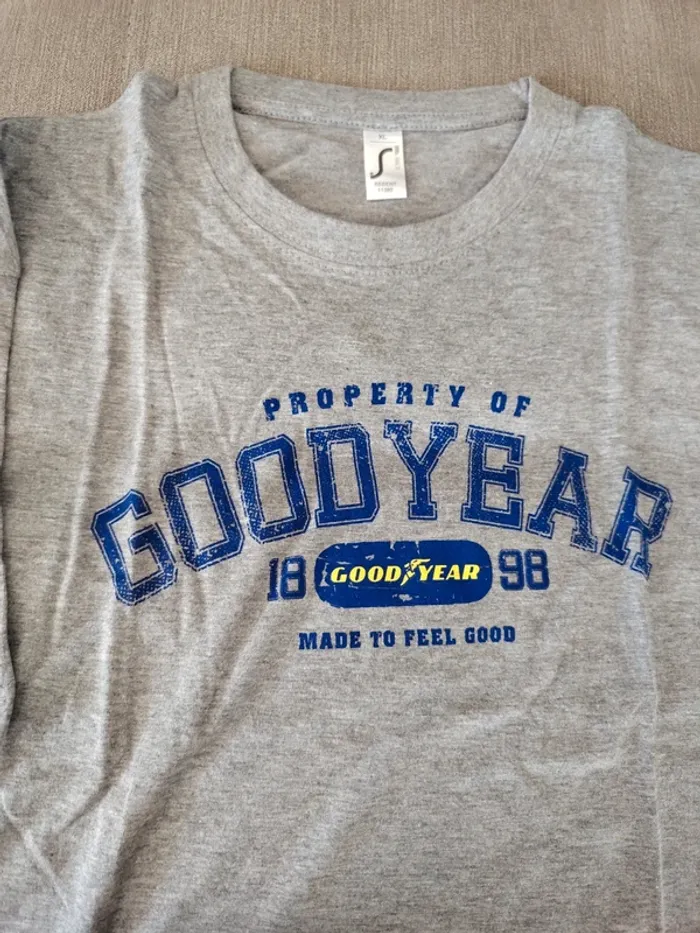 XL
PROPERTY OF
GOODYEAR
18 GOODYEAR 98
MADE TO FEEL GOOD